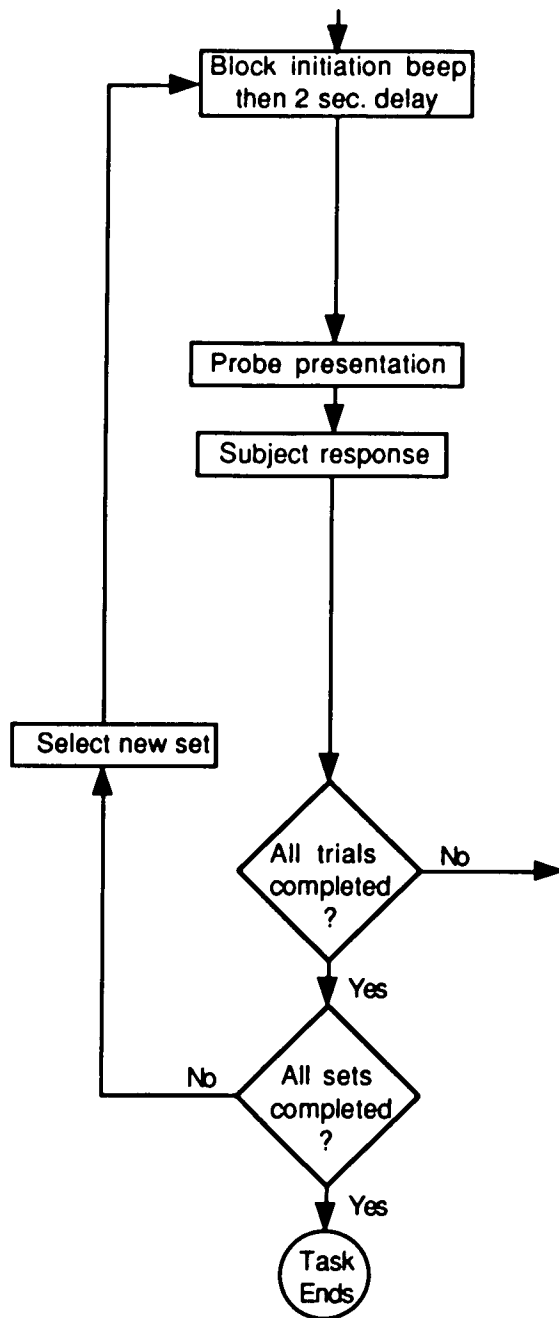 Block initiation beep
then 2 sec. delay
Probe presentation
Subject response
Select new set
All trials
completed
?
No
Yes
All sets
completed
?
No
Yes
Task
Ends